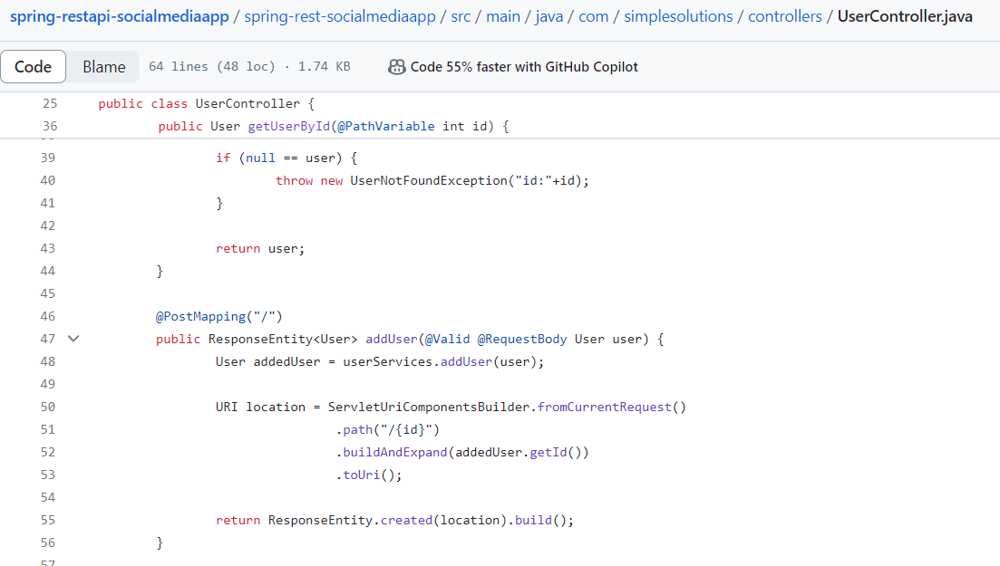 spring-restapi-socialmediaapp / spring-rest-socialmediaapp / src / main / java / com / simplesolutions / controllers / UserController.java
Code Blame 64 lines (48 loc) · 1.74 KB Code 55% faster with GitHub Copilot
25 public class UserController {
36 public User getUserById(@PathVariable int id) {
39 if (null == user) {
40 throw new UserNotFoundException("id:"+id);
41 }
42
43 return user;
44 }
45
46 @PostMapping("/")
47 public ResponseEntity<User> addUser(@Valid @RequestBody User user) {
48 User addedUser = userServices.addUser(user);
49
50 URI location = ServletUriComponentsBuilder.fromCurrentRequest()
51 .path("/{id}")
52 .buildAndExpand(addedUser.getId())
53 .toUri();
54
55 return ResponseEntity.created(location).build();
56 }
57